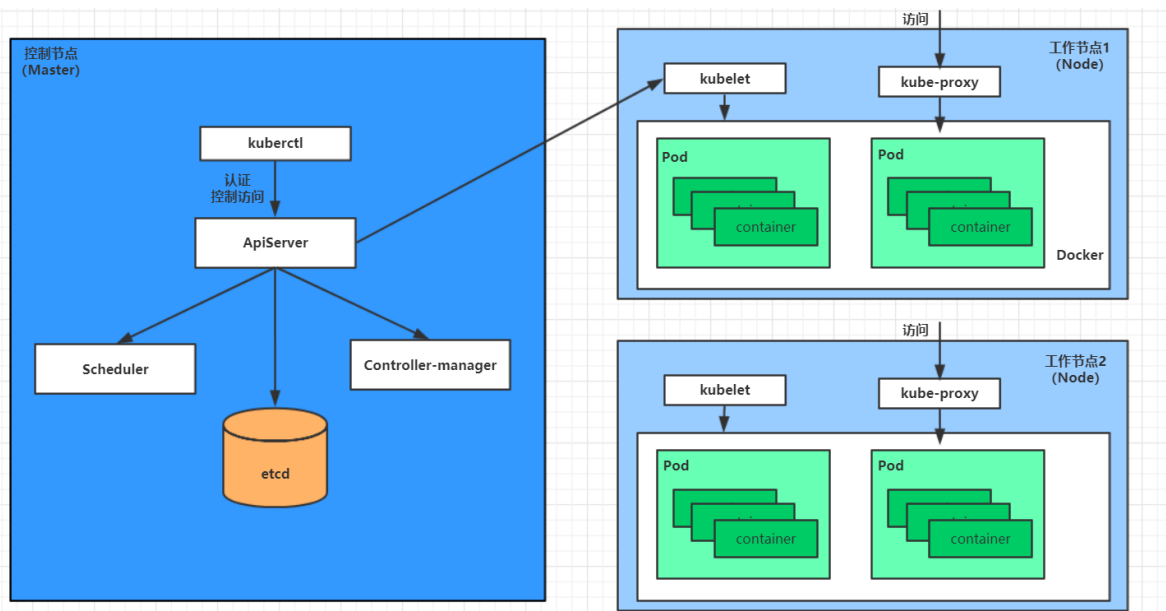 控制节点
(Master)
kuberctl
认证
控制访问
ApiServer
Scheduler
Controller-manager
etcd
访问
工作节点1
(Node)
kubelet
kube-proxy
Pod
container
Pod
container
Docker
访问
工作节点2
(Node)
kubelet
kube-proxy
Pod
container
Pod
container